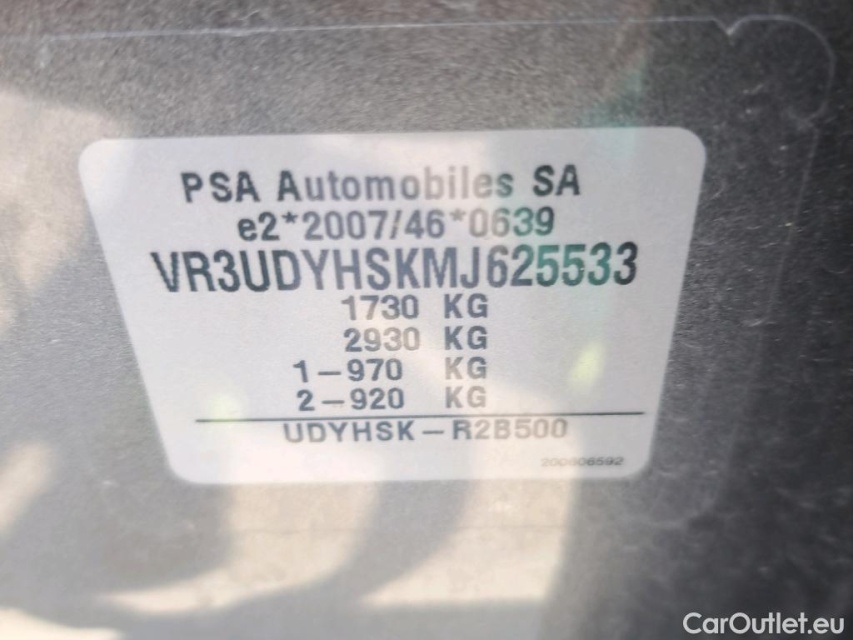 PSA Automobiles SA
e2*2007/46*0639
VR3UDYHSKMJ625533
1730 KG
2930 KG
1-970 KG
2-920 KG
UDYHSK-R2B500
200606592
CarOutlet.eu